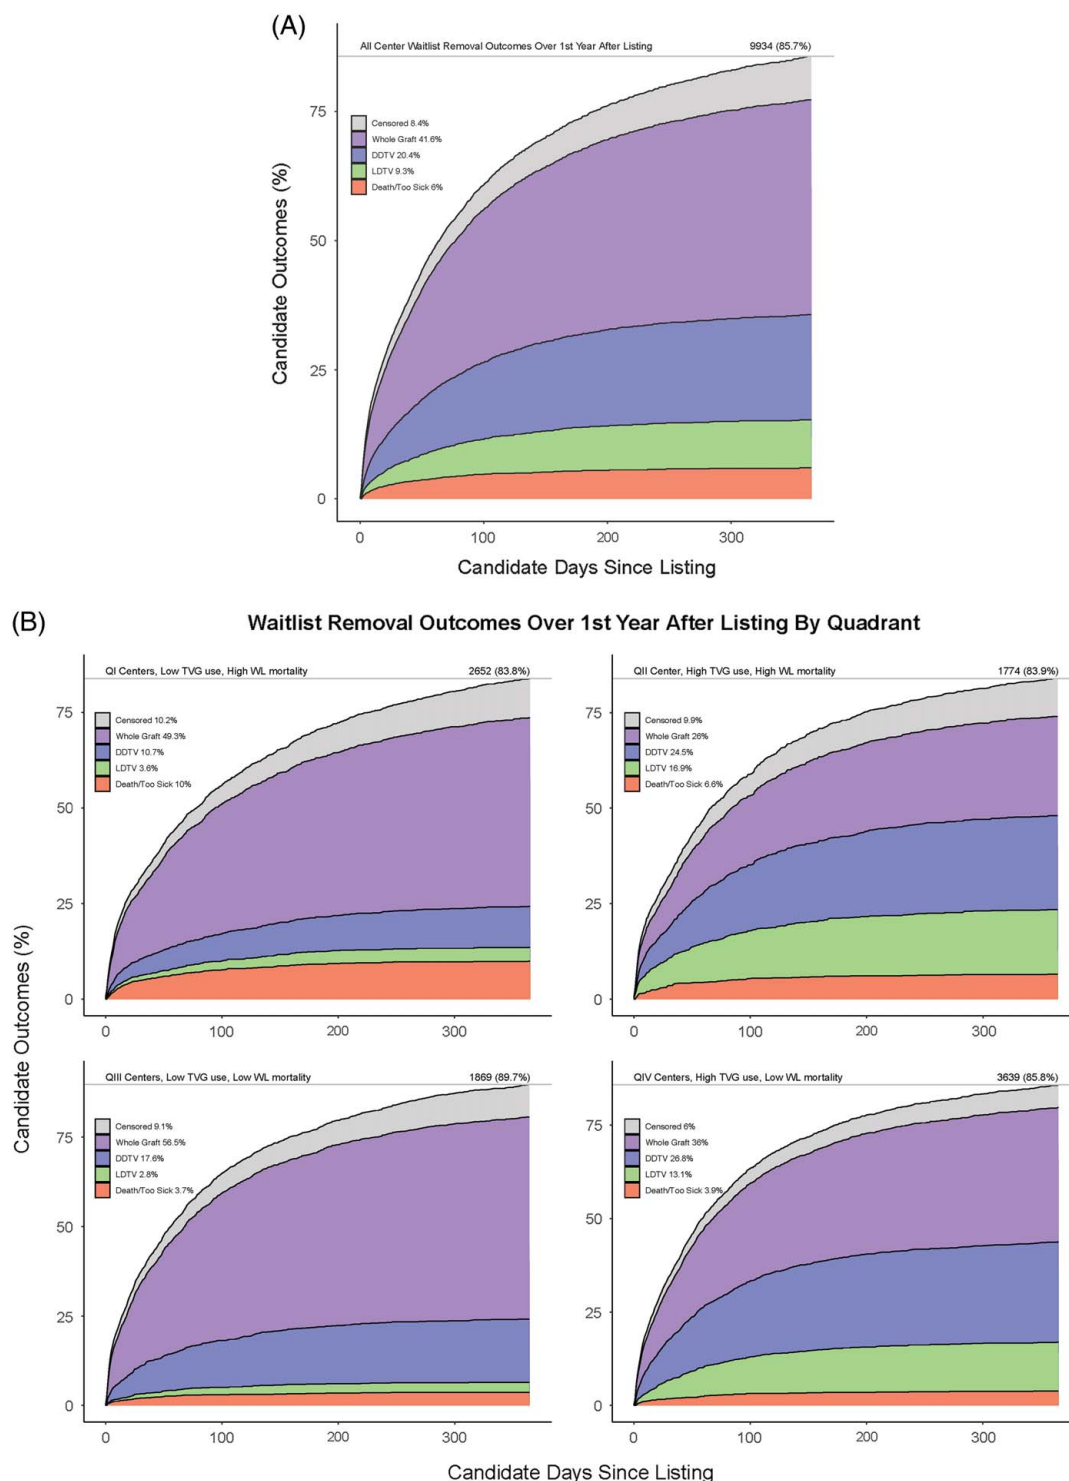 (A)
All Center Waitlist Removal Outcomes Over 1st Year After Listing 9934 (85.7%)
Censored 8.4%
Whole Graft 41.6%
DDTV 20.4%
LDTV 9.3%
Death/Too Sick 6%
Candidate Outcomes (%)
75
50
25
0
0 100 200 300
Candidate Days Since Listing
(B)
Waitlist Removal Outcomes Over 1st Year After Listing By Quadrant
QI Centers, Low TVG use, High WL mortality 2652 (83.8%)
Censored 10.2%
Whole Graft 49.3%
DDTV 10.7%
LDTV 3.6%
Death/Too Sick 10%
75
50
25
0
0 100 200 300
QII Center, High TVG use, High WL mortality 1774 (83.9%)
Censored 9.9%
Whole Graft 26%
DDTV 24.5%
LDTV 16.9%
Death/Too Sick 6.6%
75
50
25
0
0 100 200 300
Candidate Outcomes (%)
QIII Centers, Low TVG use, Low WL mortality 1869 (89.7%)
Censored 9.1%
Whole Graft 56.5%
DDTV 17.6%
LDTV 2.8%
Death/Too Sick 3.7%
75
50
25
0
0 100 200 300
QIV Centers, High TVG use, Low WL mortality 3639 (85.8%)
Censored 6%
Whole Graft 36%
DDTV 26.8%
LDTV 13.1%
Death/Too Sick 3.9%
75
50
25
0
0 100 200 300
Candidate Days Since Listing